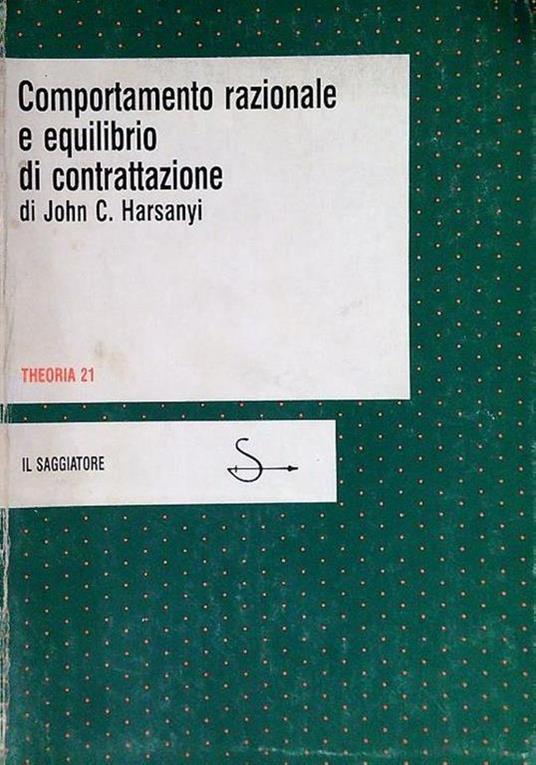 Comportamento razionale
e equilibrio
di contrattazione
di John C. Harsanyi
THEORIA 21
IL SAGGIATORE